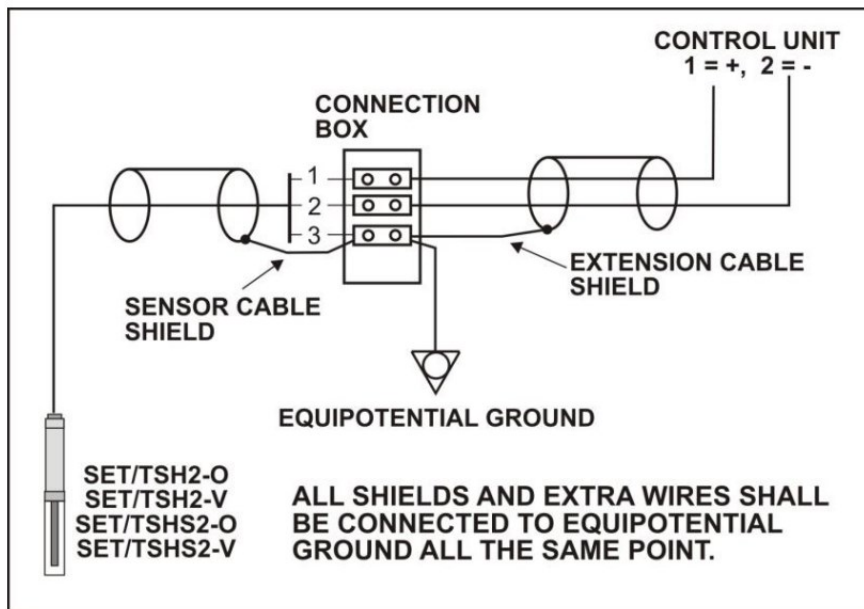 CONTROL UNIT
1 = +, 2 = -
CONNECTION
BOX
1
2
3
SENSOR CABLE
SHIELD
EXTENSION CABLE
SHIELD
EQUIPOTENTIAL GROUND
SET/TSH2-O
SET/TSH2-V
SET/TSHS2-O
SET/TSHS2-V
ALL SHIELDS AND EXTRA WIRES SHALL
BE CONNECTED TO EQUIPOTENTIAL
GROUND ALL THE SAME POINT.